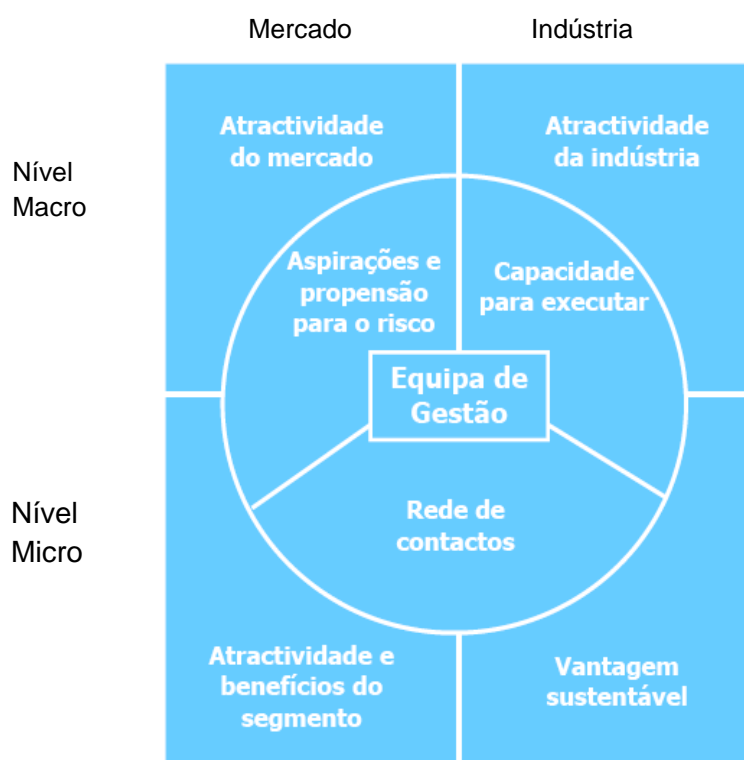 Mercado
Indústria
Atractividade
do mercado
Atractividade
da indústria
Nível
Macro
Aspirações e
propensão
para o risco
Capacidade
para executar
Equipa de
Gestão
Nível
Micro
Rede de
contactos
Atractividade e
benefícios do
segmento
Vantagem
sustentável